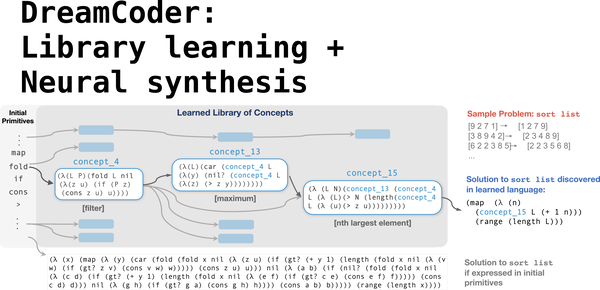 DreamCoder:
Library learning +
Neural synthesis
Initial
Primitives
Learned Library of Concepts
⋮
map
fold
if
cons
>
⋮
concept_4
(λ(L P)(fold L nil
(λ(z u) (if (P z)
(cons z u) u))))
[filter]
concept_13
(λ(L)(car (concept_4 L
(λ(y) (nil? (concept_4 L
(λ(z) (> z y))))))))
[maximum]
concept_15
(λ (L N)(concept_13 (concept_4
L (λ (L)(> N (length(concept_4
L (λ (u)(> z u)))))))))
[nth largest element]
Sample Problem: sort list
[9 2 7 1] → [1 2 7 9]
[3 8 9 4 2] → [2 3 4 8 9]
[6 2 2 3 8 5] → [2 2 3 5 6 8]
...
Solution to sort list discovered
in learned language:
(map (λ (n)
(concept_15 L (+ 1 n)))
(range (length L)))
(λ (x) (map (λ (y) (car (fold (fold x nil (λ (z u) (if (gt? (+ y 1) (length (fold x nil (λ (v
w) (if (gt? z v) (cons v w) w))))) (cons z u) u))) nil (λ (a b) (if (nil? (fold (fold x nil
(λ (c d) (if (gt? (+ y 1) (length (fold x nil (λ (e f) (if (gt? c e) (cons e f) f))))) (cons
c d) d))) nil (λ (g h) (if (gt? g a) (cons g h) h)))) (cons a b) b))))) (range (length x))))
Solution to sort list
if expressed in initial
primitives